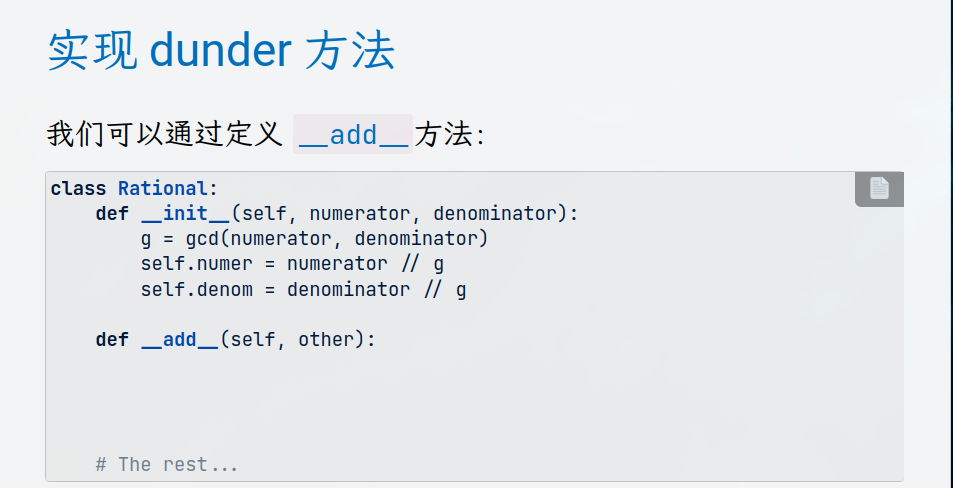 实现 dunder 方法
我们可以通过定义 __add__方法:
class Rational:
    def __init__(self, numerator, denominator):
        g = gcd(numerator, denominator)
        self.numer = numerator // g
        self.denom = denominator // g
    def __add__(self, other):
    # The rest...